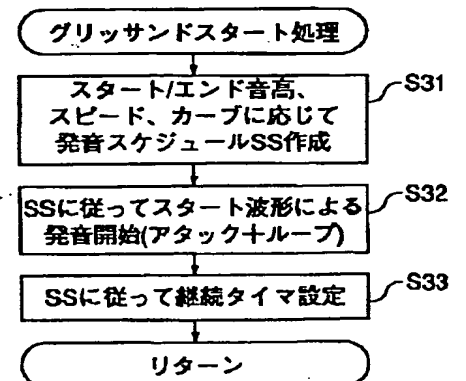 グリッサンドスタート処理
スタート/エンド音高、
スピード、カーブに応じて
発音スケジュールSS作成
S31
SSに従ってスタート波形による
発音開始(アタック+ループ)
S32
SSに従って継続タイマ設定
S33
リターン